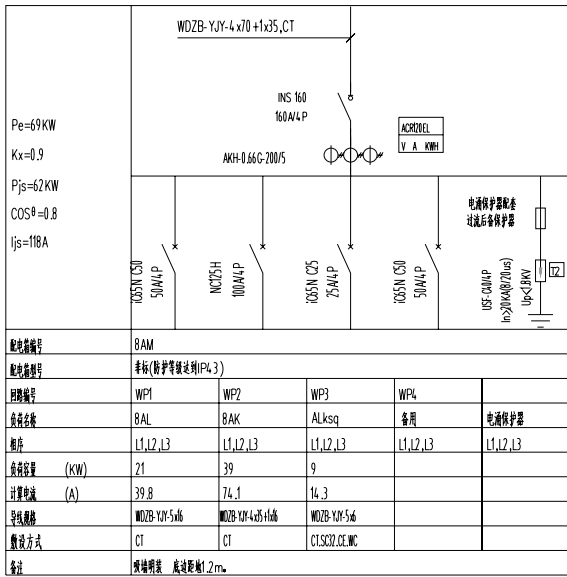 WDZB-YJY-4x70+1x35,CT
INS 160
160A/4P
ACR120EL
V A KWH
AKH-0.66G-200/5
Pe=69KW
Kx=0.9
Pjs=62KW
COSθ=0.8
Ijs=118A
iC65N C50
50A/4P
NC125H
100A/4P
iC65N C25
25A/4P
iC65N C50
50A/4P
电涌保护器配套
过流后备保护器
USF-C40/4P
In≥20KA(8/20us)
Up≤1.8KV
T2
配电箱编号 8AM
配电箱型号 非标(防护等级达到IP4.3)
回路编号 WP1 WP2 WP3 WP4
负荷名称 8AL 8AK ALksq 备用 电涌保护器
相序 L1,L2,L3 L1,L2,L3 L1,L2,L3 L1,L2,L3 L1,L2,L3
负荷容量 (KW) 21 39 9
计算电流 (A) 39.8 74.1 14.3
导线规格 WDZB-YJY-5x16 WDZB-YJY-4x35+1x16 WDZB-YJY-5x6
敷设方式 CT CT CT,SC32,CE,WC
备注 明装 底边距地1.2m。